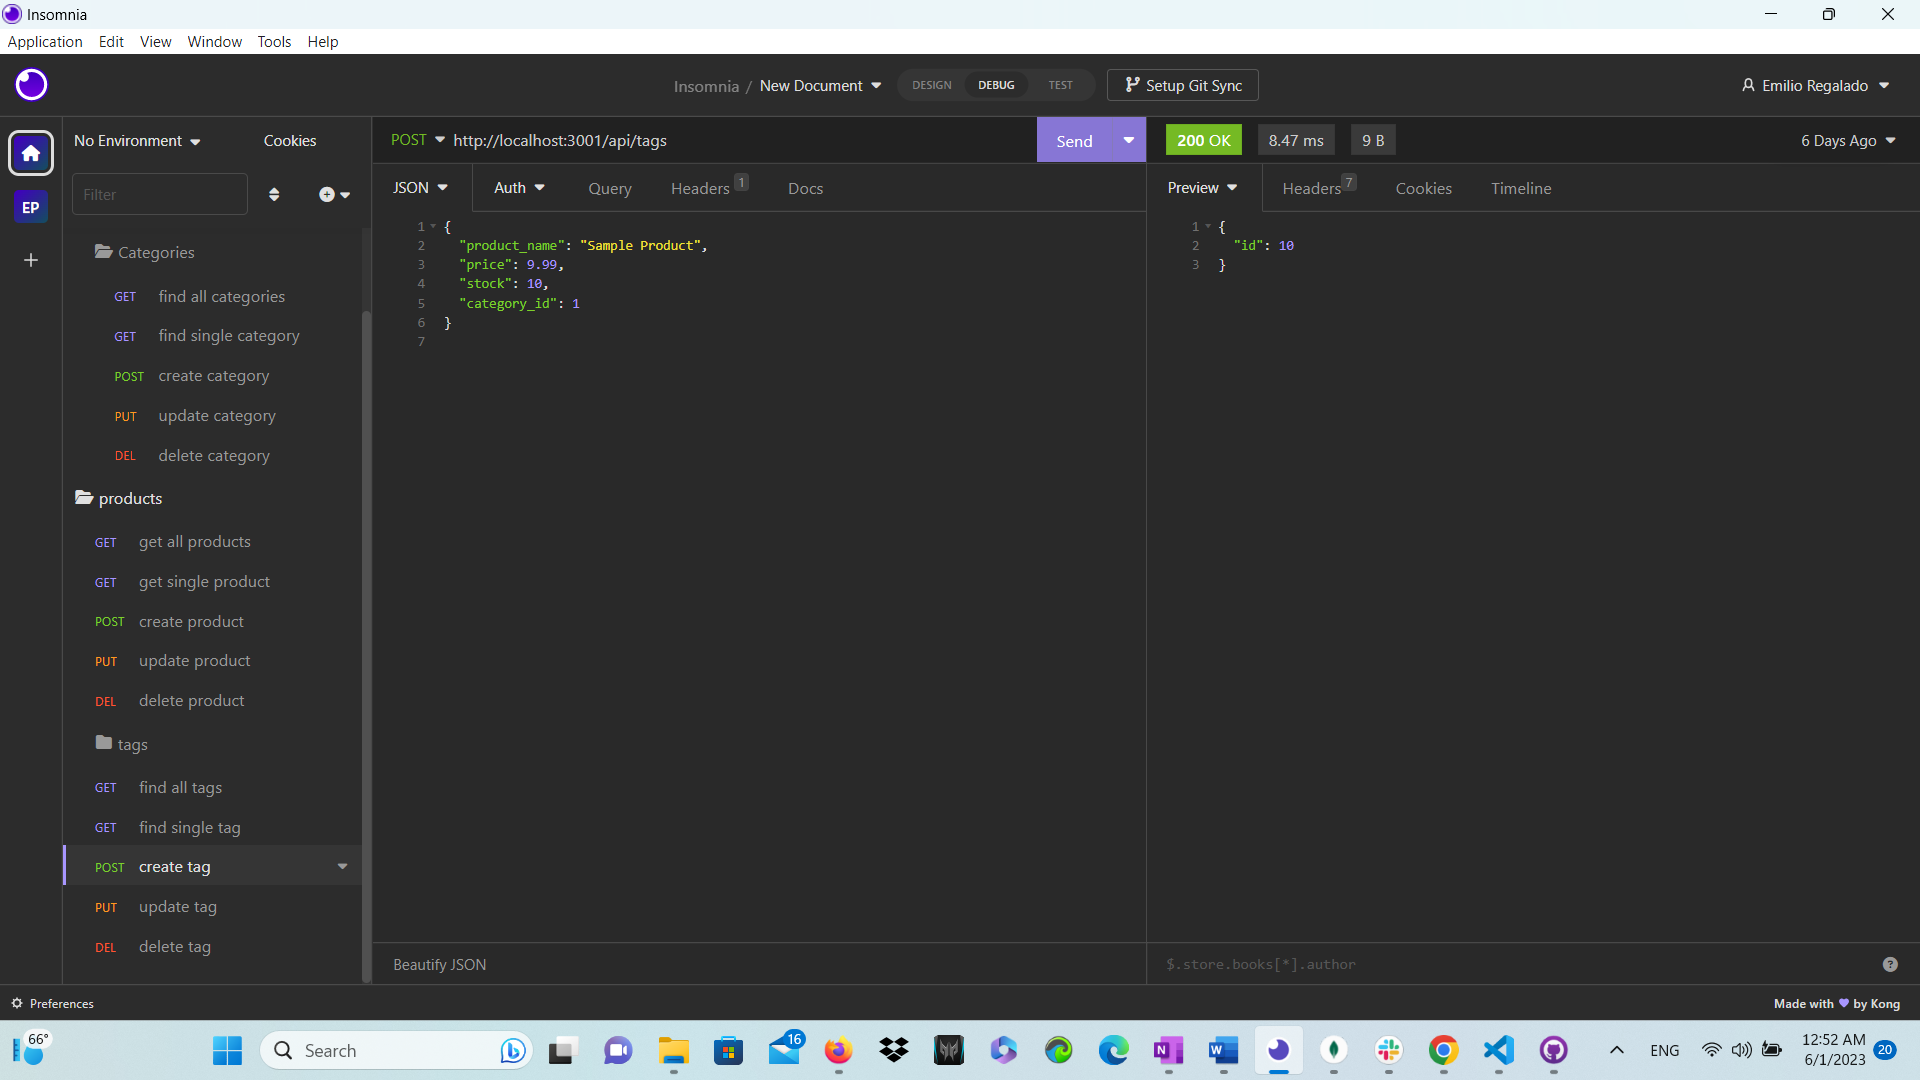 Insomnia
Application Edit View Window Tools Help
Insomnia / New Document DESIGN DEBUG TEST Setup Git Sync Emilio Regalado
No Environment Cookies
POST http://localhost:3001/api/tags Send 200 OK 8.47 ms 9 B 6 Days Ago
Filter
JSON Auth Query Headers 1 Docs
Preview Headers 7 Cookies Timeline
EP
Categories
GET find all categories
GET find single category
POST create category
PUT update category
DEL delete category
products
GET get all products
GET get single product
POST create product
PUT update product
DEL delete product
tags
GET find all tags
GET find single tag
POST create tag
PUT update tag
DEL delete tag
1 {
2 "product_name": "Sample Product",
3 "price": 9.99,
4 "stock": 10,
5 "category_id": 1
6 }
7
1 {
2 "id": 10
3 }
Beautify JSON
$.store.books[*].author ?
Preferences
Made with by Kong
66°
Search
16
W
N
ENG
12:52 AM
6/1/2023
20